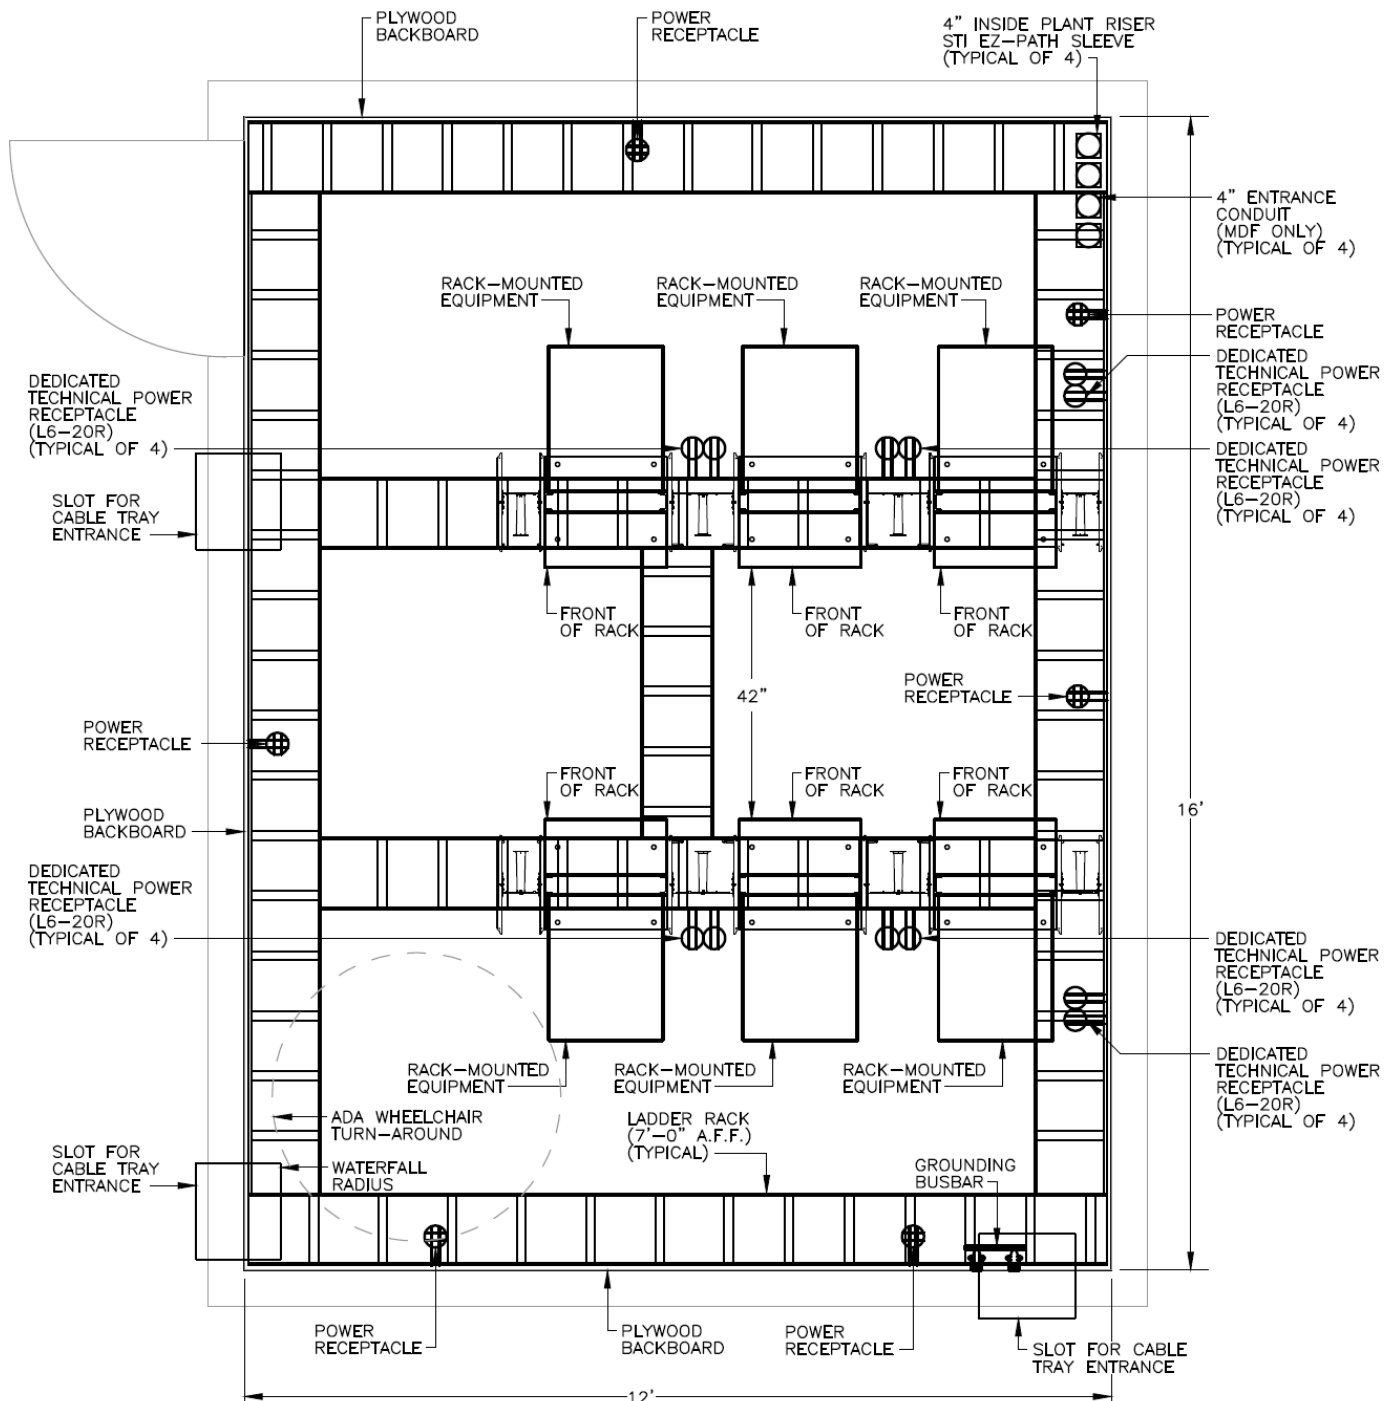 PLYWOOD
BACKBOARD
POWER
RECEPTACLE
4" INSIDE PLANT RISER
STI EZ-PATH SLEEVE
(TYPICAL OF 4)
4" ENTRANCE
CONDUIT
(MDF ONLY)
(TYPICAL OF 4)
RACK-MOUNTED
EQUIPMENT
RACK-MOUNTED
EQUIPMENT
RACK-MOUNTED
EQUIPMENT
POWER
RECEPTACLE
DEDICATED
TECHNICAL POWER
RECEPTACLE
(L6-20R)
(TYPICAL OF 4)
DEDICATED
TECHNICAL POWER
RECEPTACLE
(L6-20R)
(TYPICAL OF 4)
DEDICATED
TECHNICAL POWER
RECEPTACLE
(L6-20R)
(TYPICAL OF 4)
SLOT FOR
CABLE TRAY
ENTRANCE
FRONT
OF RACK
FRONT
OF RACK
FRONT
OF RACK
42"
POWER
RECEPTACLE
POWER
RECEPTACLE
FRONT
OF RACK
FRONT
OF RACK
FRONT
OF RACK
16'
PLYWOOD
BACKBOARD
DEDICATED
TECHNICAL POWER
RECEPTACLE
(L6-20R)
(TYPICAL OF 4)
DEDICATED
TECHNICAL POWER
RECEPTACLE
(L6-20R)
(TYPICAL OF 4)
DEDICATED
TECHNICAL POWER
RECEPTACLE
(L6-20R)
(TYPICAL OF 4)
RACK-MOUNTED
EQUIPMENT
RACK-MOUNTED
EQUIPMENT
RACK-MOUNTED
EQUIPMENT
ADA WHEELCHAIR
TURN-AROUND
LADDER RACK
(7'-0" A.F.F.)
(TYPICAL)
SLOT FOR
CABLE TRAY
ENTRANCE
WATERFALL
RADIUS
GROUNDING
BUSBAR
POWER
RECEPTACLE
PLYWOOD
BACKBOARD
POWER
RECEPTACLE
SLOT FOR CABLE
TRAY ENTRANCE
12'